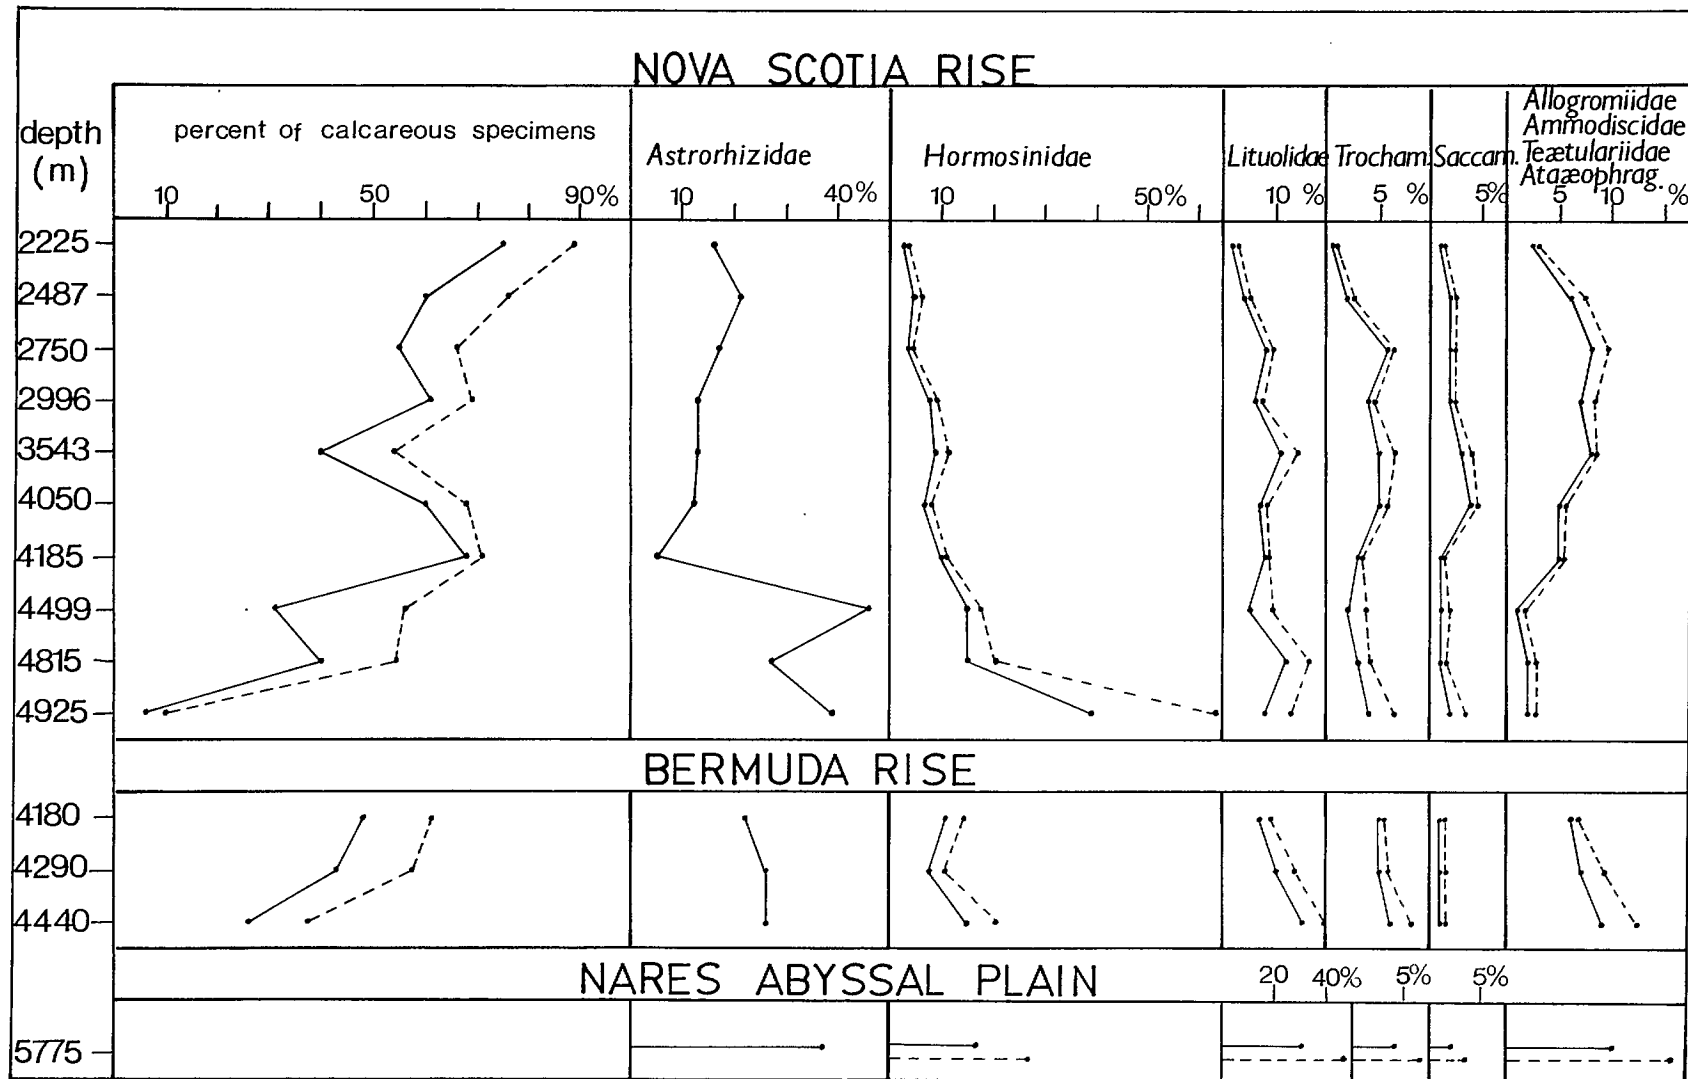 NOVA SCOTIA RISE
depth
(m)
percent of calcareous specimens
10 50 90%
Astrorhizidae
10 40%
Hormosinidae
10 50%
Lituolidae
10 %
Trocham.
5 %
Saccam.
5%
Allogromiidae
Ammodiscidae
Teætulariidae
Ataæophrag.
5 10 %
2225
2487
2750
2996
3543
4050
4185
4499
4815
4925
BERMUDA RISE
4180
4290
4440
NARES ABYSSAL PLAIN
20 40% 5% 5%
5775